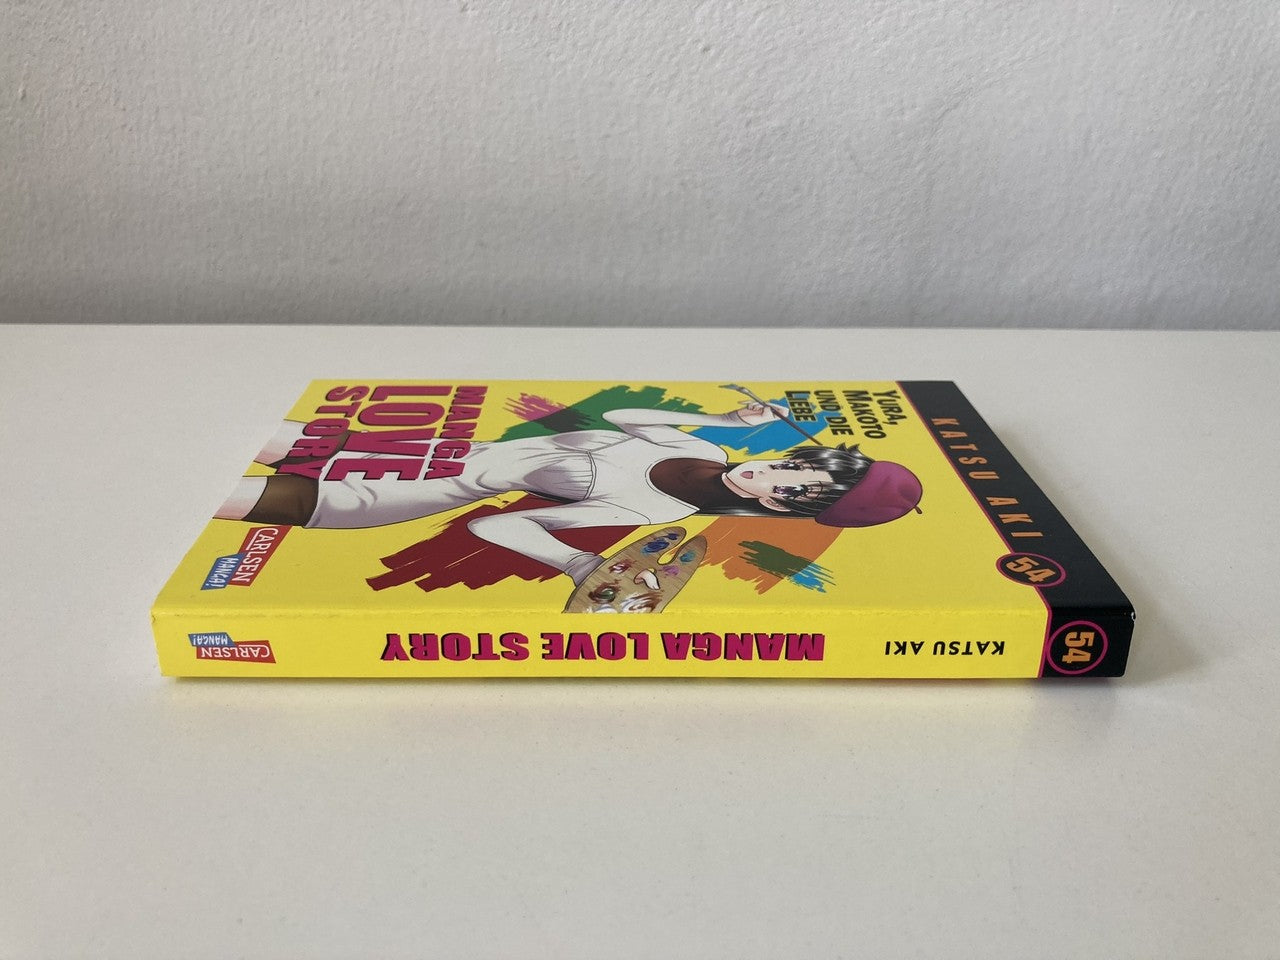 KATSU AKI
54
YURA,
MAKOTO
UND DIE
LIEBE
MANGA
LOVE
STORY
CARLSEN
MANGA!
54
KATSU AKI
MANGA LOVE STORY
CARLSEN
MANGA!